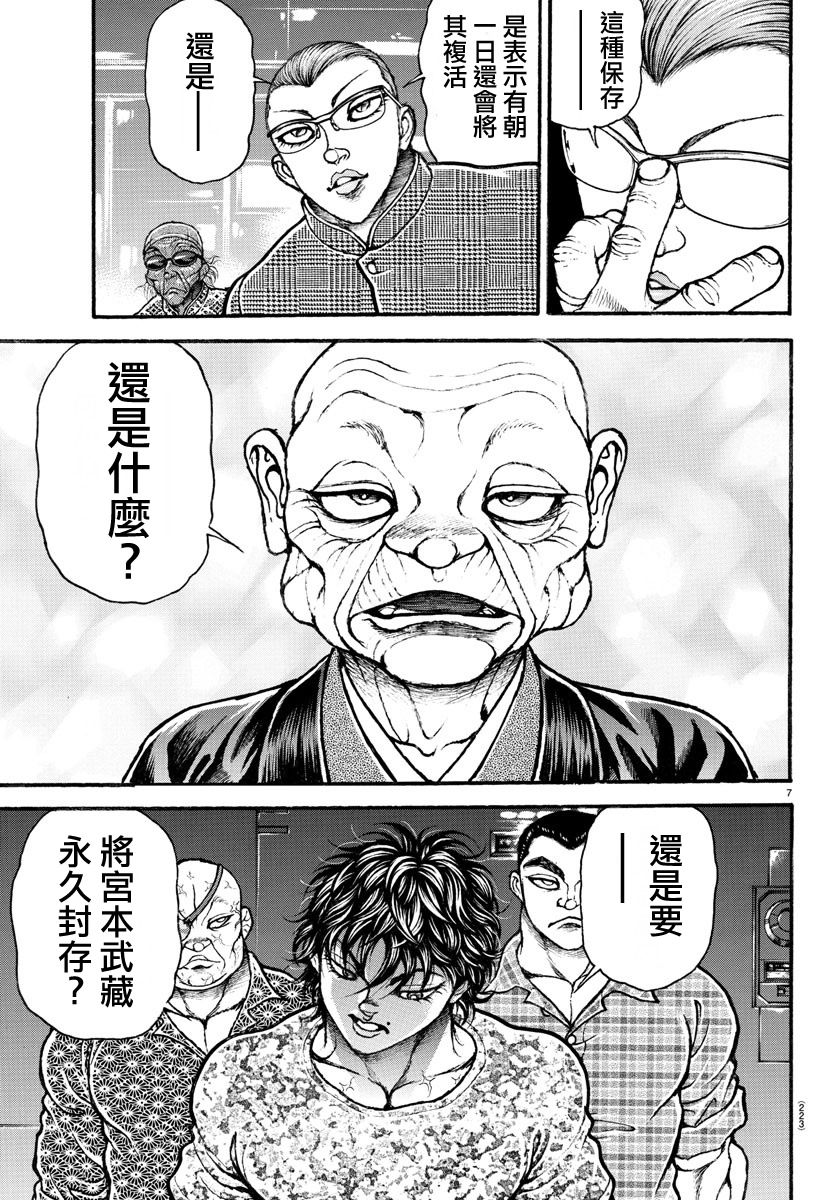 這種保存
——
是表示有朝
一日還會將
其複活
還是
——
還是什麼？
7
還是要
——
將宮本武藏
永久封存？
(223)